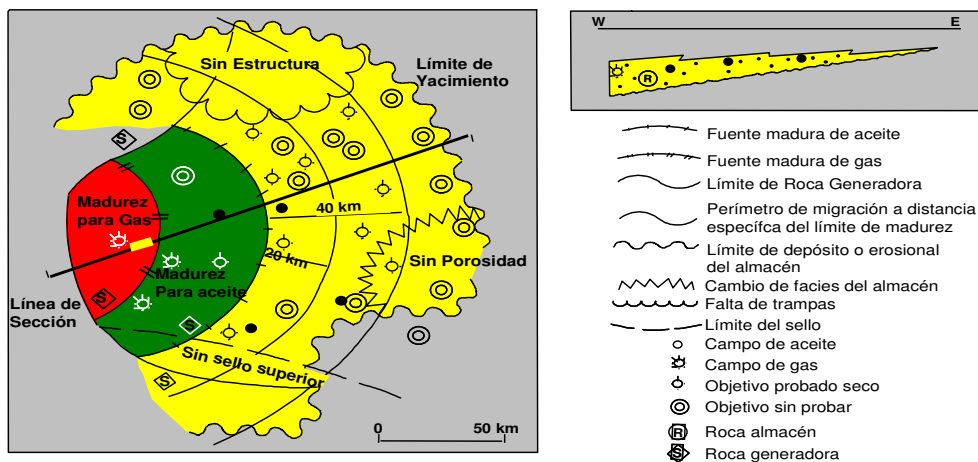 Sin Estructura
Límite de
Yacimiento
S
Madurez
para Gas
40 km
20 km
Sin Porosidad
Madurez
Para aceite
S
S
Línea de
Sección
Sin sello superior
S
0
50 km
W
E
R
Fuente madura de aceite
Fuente madura de gas
Límite de Roca Generadora
Perímetro de migración a distancia
específca del límite de madurez
Límite de depósito o erosional
del almacén
Cambio de facies del almacén
Falta de trampas
Límite del sello
Campo de aceite
Campo de gas
Objetivo probado seco
Objetivo sin probar
R Roca almacén
S Roca generadora